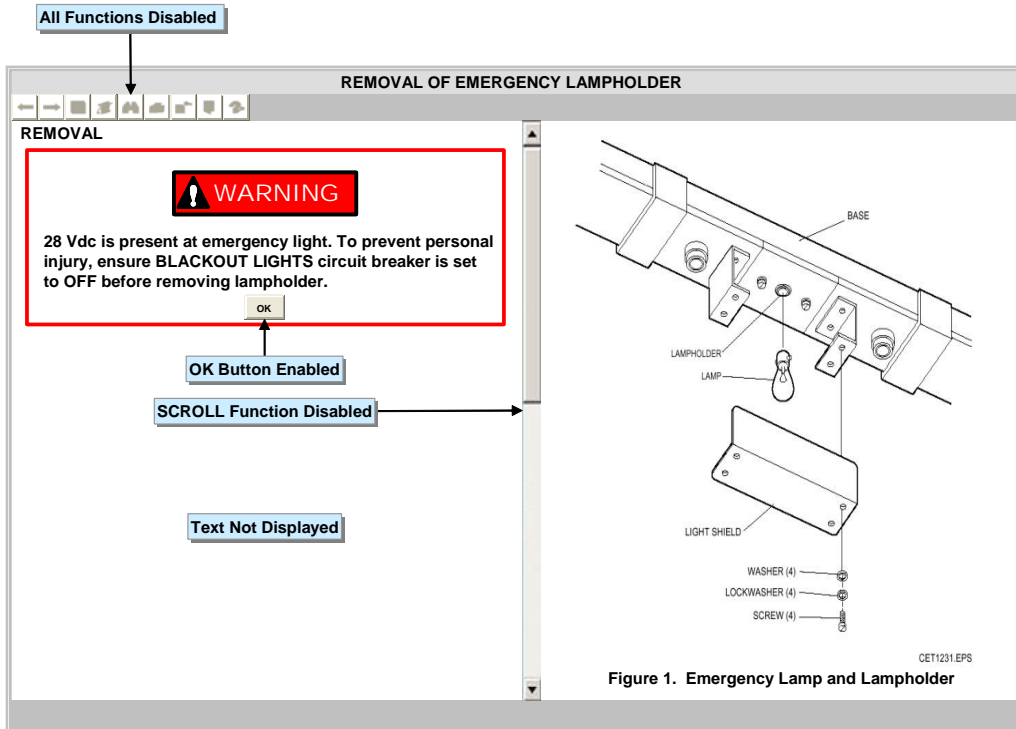 All Functions Disabled
REMOVAL OF EMERGENCY LAMPHOLDER
REMOVAL
WARNING
28 Vdc is present at emergency light. To prevent personal
injury, ensure BLACKOUT LIGHTS circuit breaker is set
to OFF before removing lampholder.
OK
OK Button Enabled
SCROLL Function Disabled
Text Not Displayed
BASE
LAMPHOLDER
LAMP
LIGHT SHIELD
WASHER (4)
LOCKWASHER (4)
SCREW (4)
CET1231.EPS
Figure 1. Emergency Lamp and Lampholder